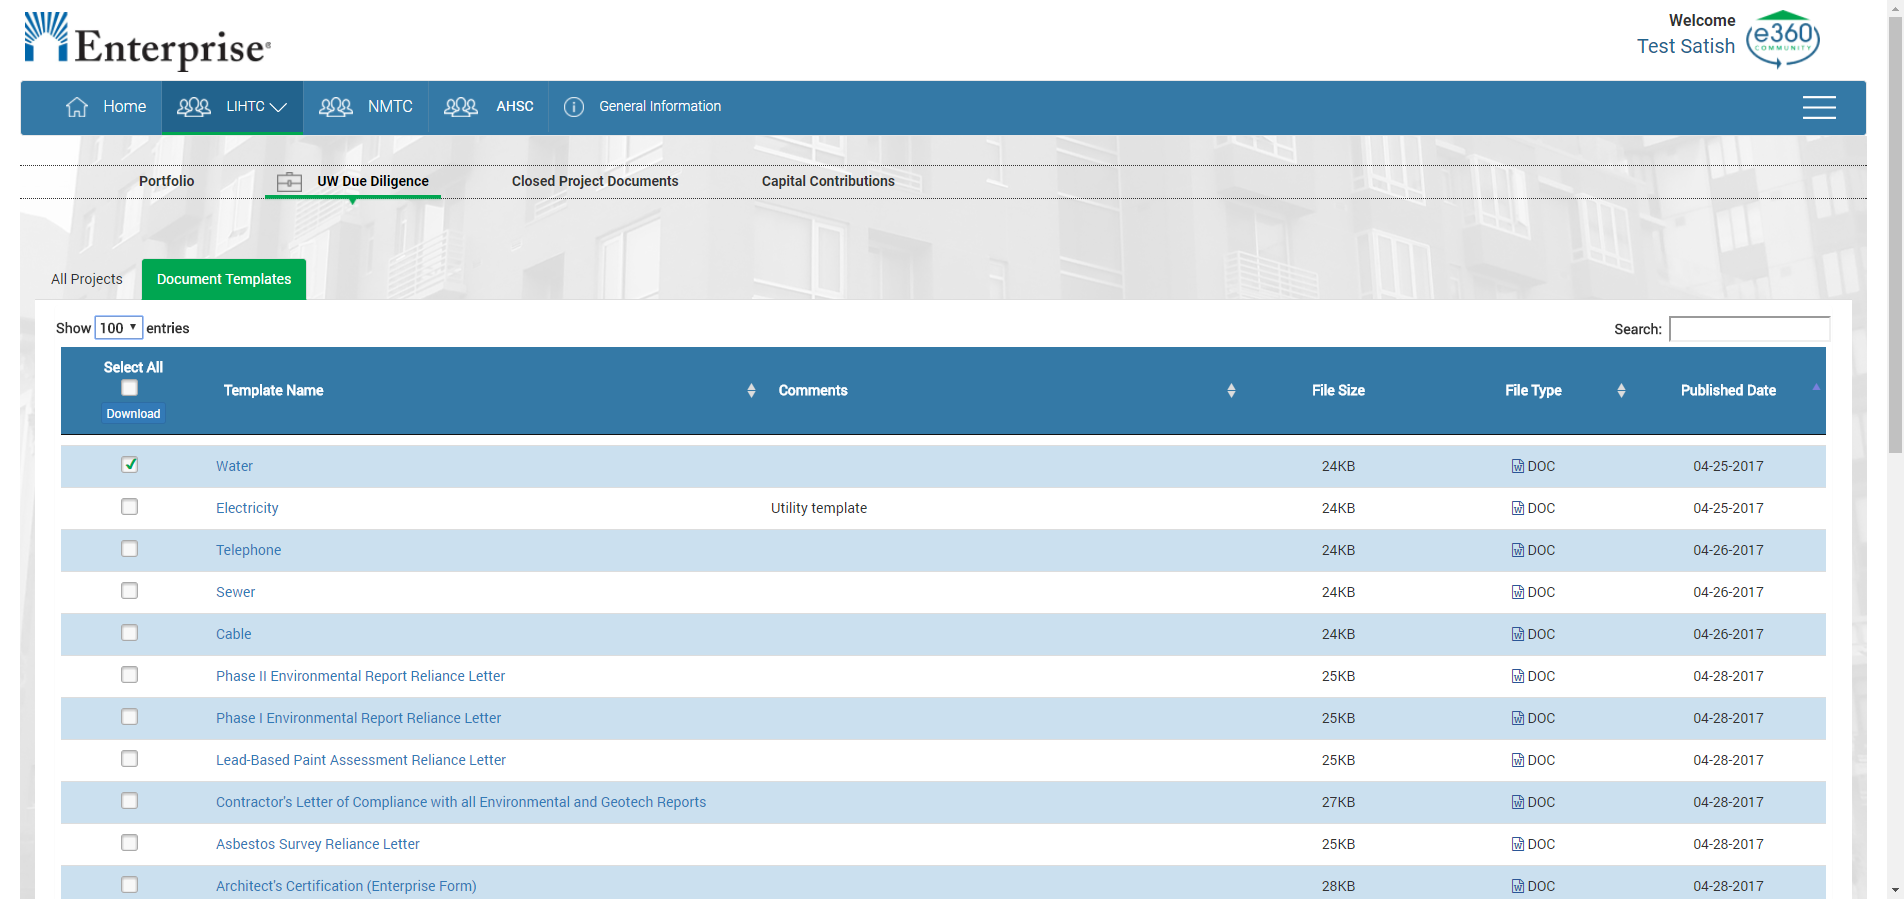 Enterprise®
Welcome
Test Satish
e360
COMMUNITY
Home
LIHTC
NMTC
AHSC
General Information
Portfolio
UW Due Diligence
Closed Project Documents
Capital Contributions
All Projects
Document Templates
Show 100 entries
Search:
Select All
Download
Template Name
Comments
File Size
File Type
Published Date
Water 24KB DOC 04-25-2017
Electricity Utility template 24KB DOC 04-25-2017
Telephone 24KB DOC 04-26-2017
Sewer 24KB DOC 04-26-2017
Cable 24KB DOC 04-26-2017
Phase II Environmental Report Reliance Letter 25KB DOC 04-28-2017
Phase I Environmental Report Reliance Letter 25KB DOC 04-28-2017
Lead-Based Paint Assessment Reliance Letter 25KB DOC 04-28-2017
Contractor's Letter of Compliance with all Environmental and Geotech Reports 27KB DOC 04-28-2017
Asbestos Survey Reliance Letter 25KB DOC 04-28-2017
Architect's Certification (Enterprise Form) 28KB DOC 04-28-2017